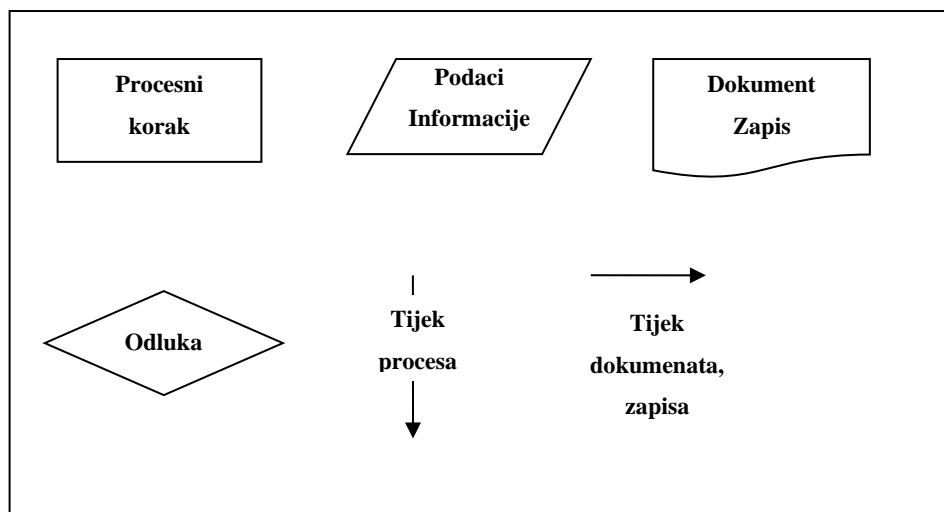 Procesni
korak
Podaci
Informacije
Dokument
Zapis
Odluka
Tijek
procesa
Tijek
dokumenata,
zapisa